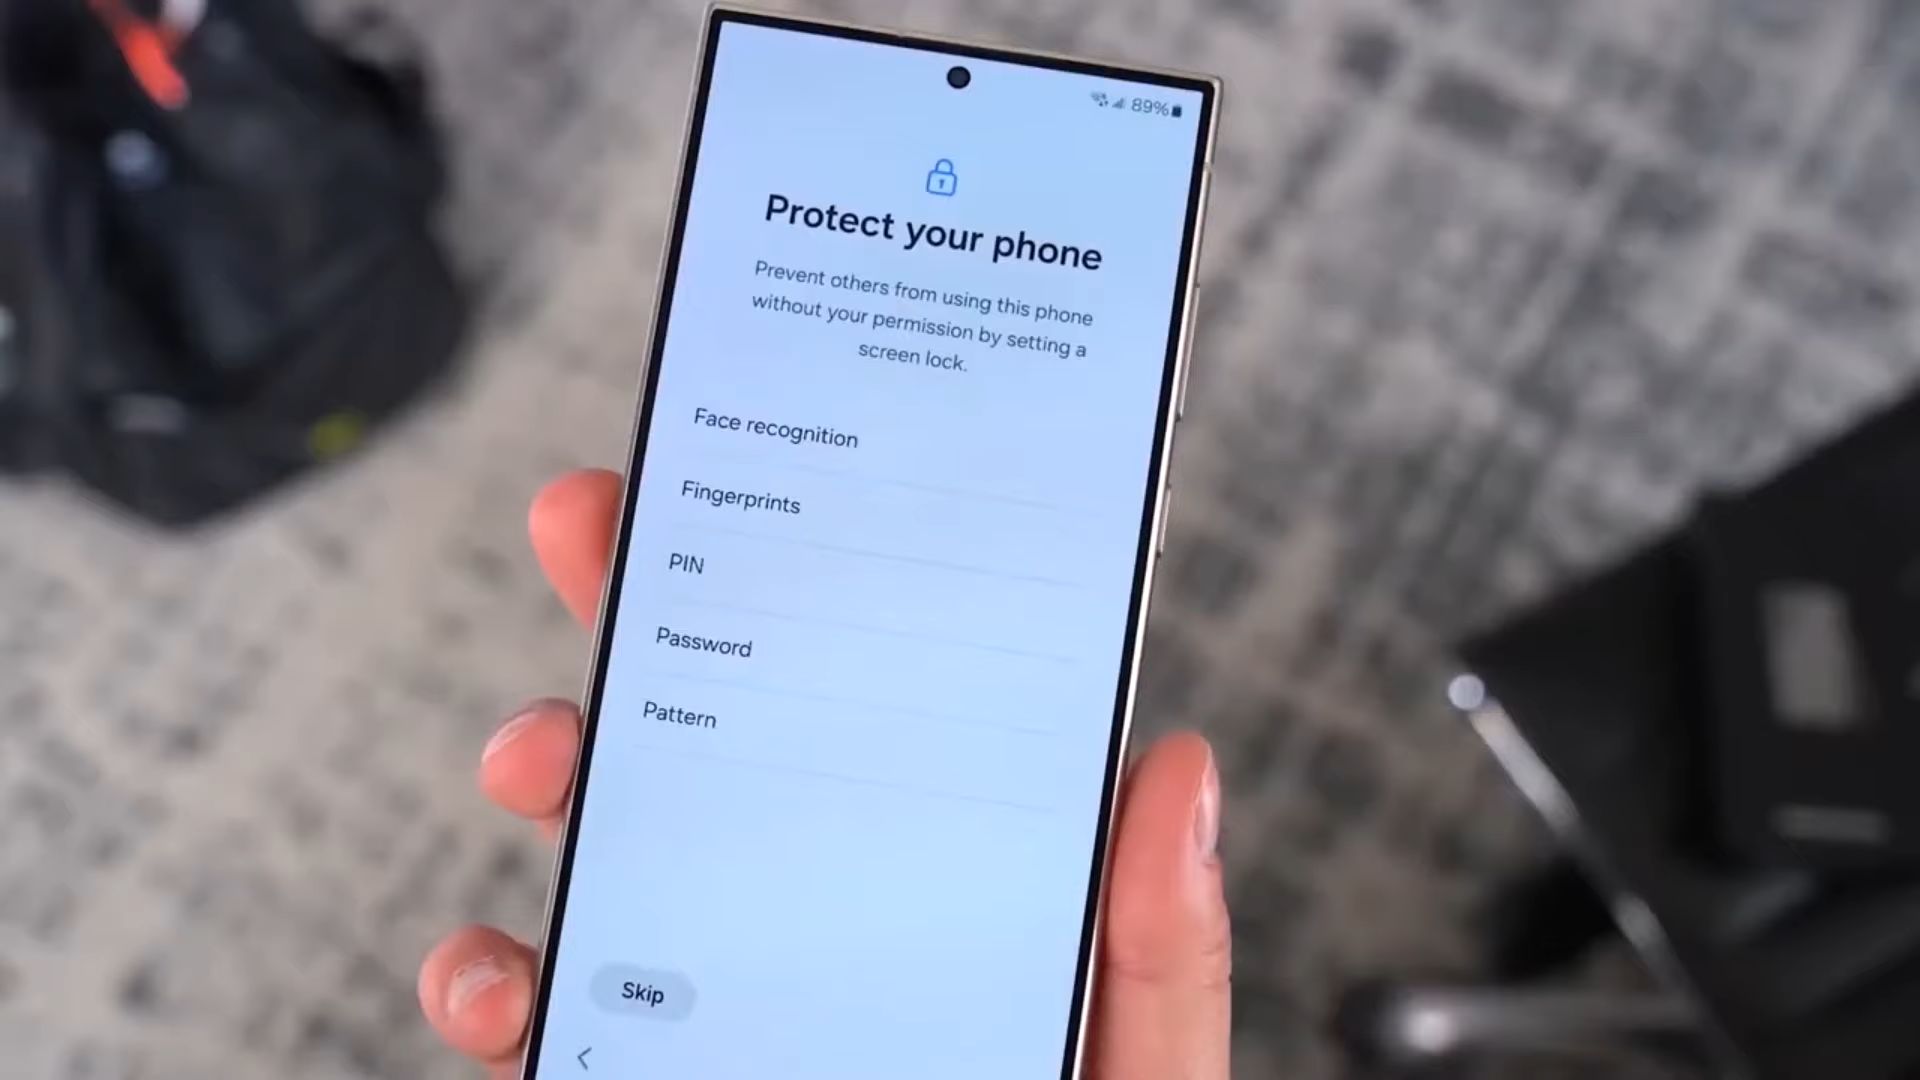 89%
Protect your phone
Prevent others from using this phone
without your permission by setting a
screen lock.
Face recognition
Fingerprints
PIN
Password
Pattern
Skip